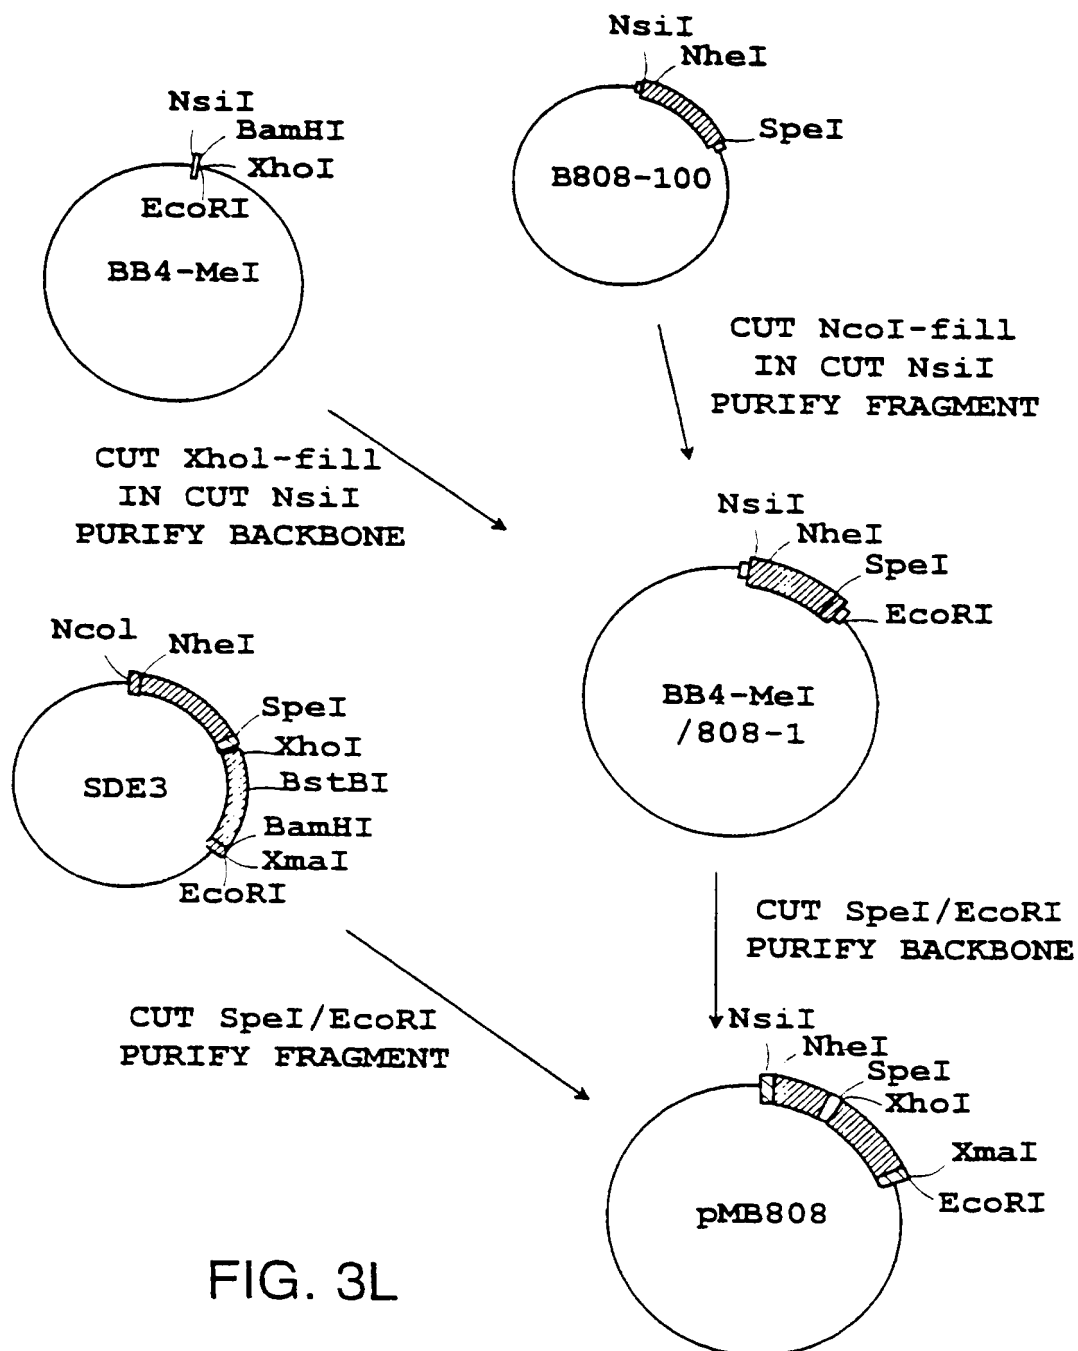 NsiI
NheI
SpeI
B808-100
NsiI
BamHI
XhoI
EcoRI
BB4-MeI
CUT NcoI-fill
IN CUT NsiI
PURIFY FRAGMENT
CUT Xhol-fill
IN CUT NsiI
PURIFY BACKBONE
NsiI
NheI
SpeI
EcoRI
BB4-MeI
/808-1
Ncol
NheI
SpeI
XhoI
BstBI
BamHI
XmaI
EcoRI
SDE3
CUT SpeI/EcoRI
PURIFY BACKBONE
CUT SpeI/EcoRI
PURIFY FRAGMENT
NsiI
NheI
SpeI
XhoI
XmaI
EcoRI
pMB808
FIG. 3L